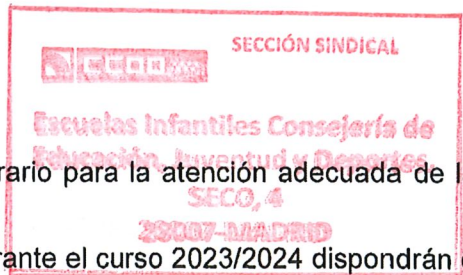 SECCIÓN SINDICAL
CCOO
Escuelas Infantiles Consejería de
Educación, Juventud y Deportes.
rario para la atención adecuada de l
SECO, 4
28007-MADRID
rante el curso 2023/2024 dispondrán